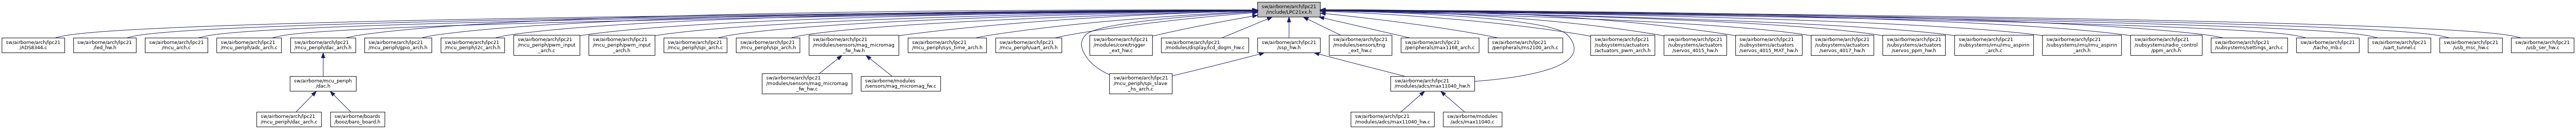 sw/airborne/arch/lpc21
/include/LPC21xx.h
sw/airborne/arch/lpc21
/ADS8344.c
sw/airborne/arch/lpc21
/led_hw.h
sw/airborne/arch/lpc21
/mcu_arch.c
sw/airborne/arch/lpc21
/mcu_periph/adc_arch.c
sw/airborne/arch/lpc21
/mcu_periph/dac_arch.h
sw/airborne/arch/lpc21
/mcu_periph/gpio_arch.h
sw/airborne/arch/lpc21
/mcu_periph/i2c_arch.h
sw/airborne/arch/lpc21
/mcu_periph/pwm_input
_arch.c
sw/airborne/arch/lpc21
/mcu_periph/pwm_input
_arch.h
sw/airborne/arch/lpc21
/mcu_periph/spi_arch.c
sw/airborne/arch/lpc21
/mcu_periph/spi_arch.h
sw/airborne/arch/lpc21
/modules/sensors/mag_micromag
_fw_hw.h
sw/airborne/arch/lpc21
/mcu_periph/sys_time_arch.h
sw/airborne/arch/lpc21
/mcu_periph/uart_arch.h
sw/airborne/arch/lpc21
/modules/core/trigger
_ext_hw.c
sw/airborne/arch/lpc21
/modules/display/lcd_dogm_hw.c
sw/airborne/arch/lpc21
/ssp_hw.h
sw/airborne/arch/lpc21
/modules/sensors/trig
_ext_hw.c
sw/airborne/arch/lpc21
/peripherals/max1168_arch.c
sw/airborne/arch/lpc21
/peripherals/ms2100_arch.c
sw/airborne/arch/lpc21
/subsystems/actuators
/actuators_pwm_arch.h
sw/airborne/arch/lpc21
/subsystems/actuators
/servos_4015_hw.h
sw/airborne/arch/lpc21
/subsystems/actuators
/servos_4015_MAT_hw.h
sw/airborne/arch/lpc21
/subsystems/actuators
/servos_4017_hw.h
sw/airborne/arch/lpc21
/subsystems/actuators
/servos_ppm_hw.h
sw/airborne/arch/lpc21
/subsystems/imu/imu_aspirin
_arch.c
sw/airborne/arch/lpc21
/subsystems/imu/imu_aspirin
_arch.h
sw/airborne/arch/lpc21
/subsystems/radio_control
/ppm_arch.h
sw/airborne/arch/lpc21
/subsystems/settings_arch.c
sw/airborne/arch/lpc21
/tacho_mb.c
sw/airborne/arch/lpc21
/uart_tunnel.c
sw/airborne/arch/lpc21
/usb_msc_hw.c
sw/airborne/arch/lpc21
/usb_ser_hw.c
sw/airborne/mcu_periph
/dac.h
sw/airborne/arch/lpc21
/modules/sensors/mag_micromag
_fw_hw.c
sw/airborne/modules
/sensors/mag_micromag_fw.c
sw/airborne/arch/lpc21
/mcu_periph/spi_slave
_hs_arch.c
sw/airborne/arch/lpc21
/modules/adcs/max11040_hw.h
sw/airborne/arch/lpc21
/mcu_periph/dac_arch.c
sw/airborne/boards
/booz/baro_board.h
sw/airborne/arch/lpc21
/modules/adcs/max11040_hw.c
sw/airborne/modules
/adcs/max11040.c